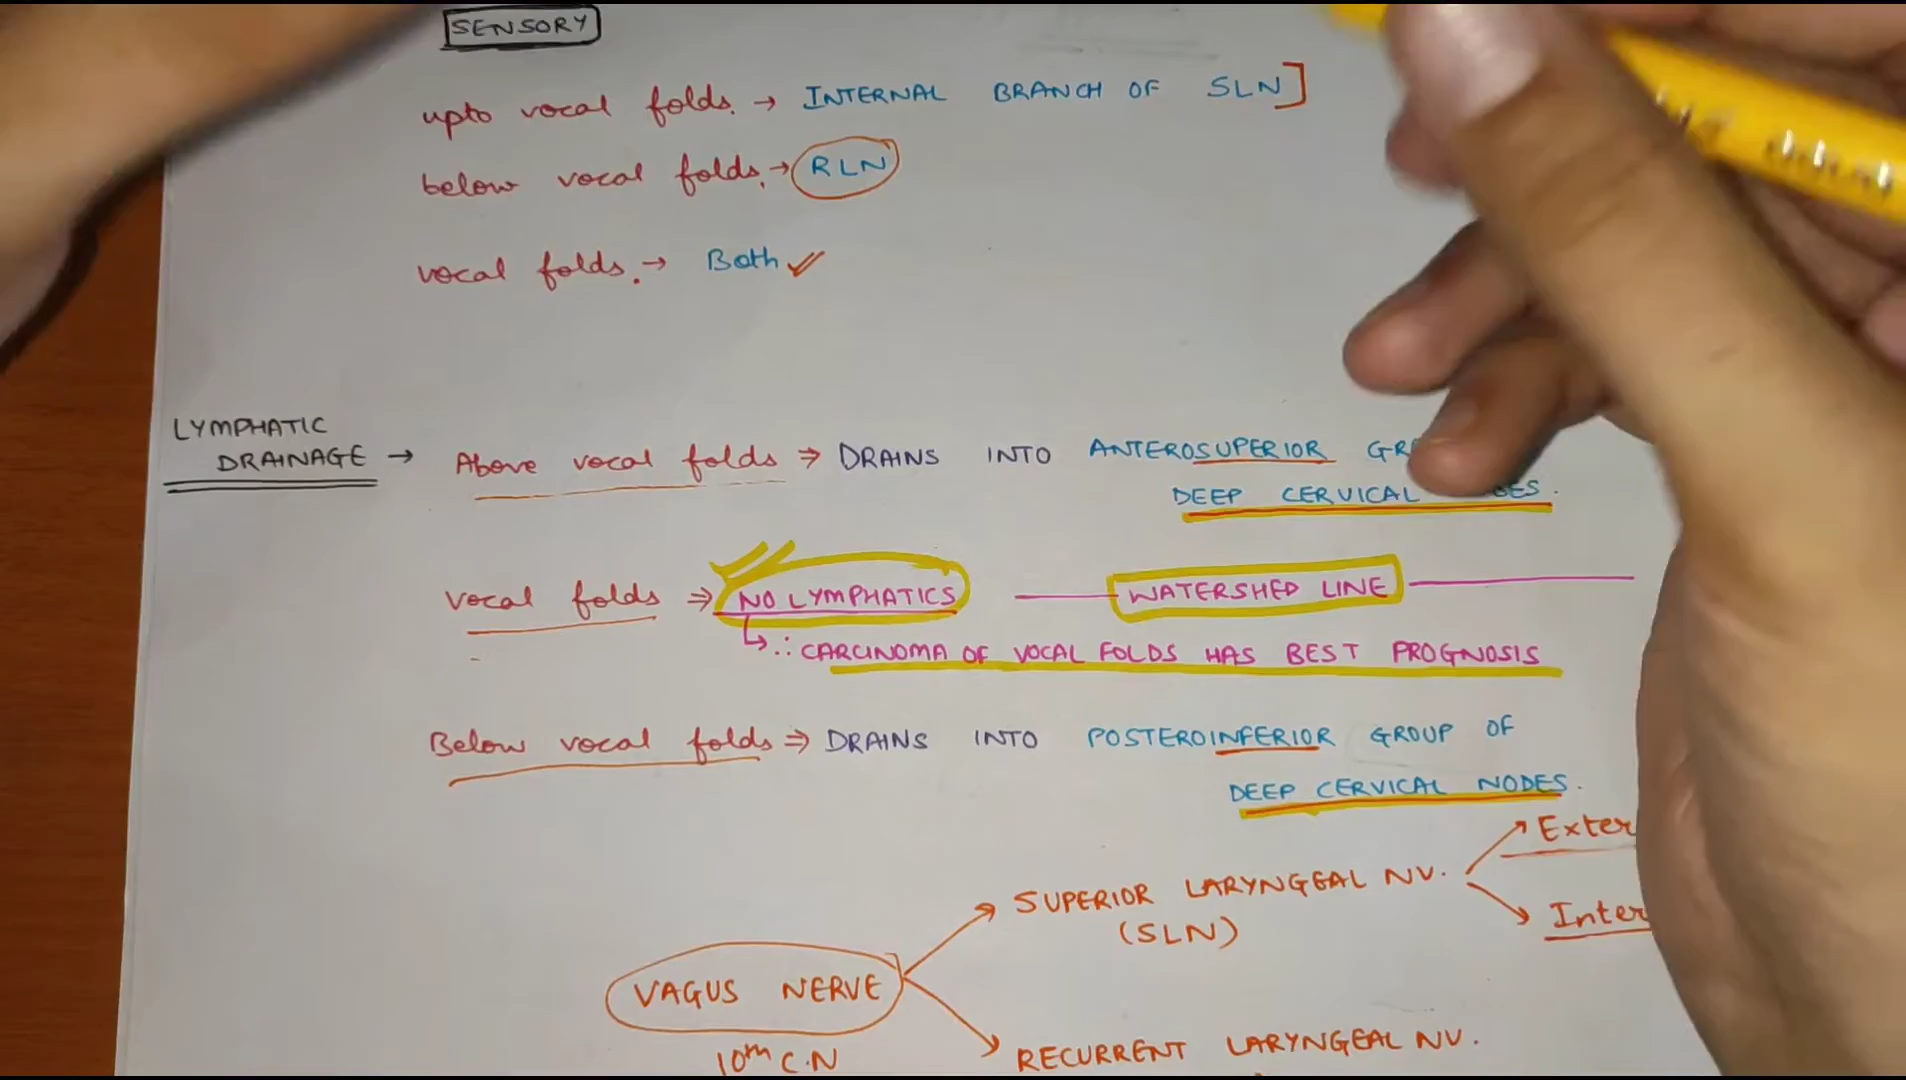 SENSORY
upto vocal folds. → INTERNAL BRANCH OF SLN]
below vocal folds. → RLN
vocal folds. → Both ✓
LYMPHATIC
DRAINAGE → Above vocal folds ⇒ DRAINS INTO ANTEROSUPERIOR
DEEP CERVICAL
Vocal folds ⇒ NO LYMPHATICS WATERSHED LINE
↳ ∴ CARCINOMA OF VOCAL FOLDS HAS BEST PROGNOSIS
Below vocal folds ⇒ DRAINS INTO POSTEROINFERIOR GROUP OF
DEEP CERVICAL NODES.
Exter
SUPERIOR LARYNGEAL NV.
Inter
(SLN)
VAGUS NERVE
10th C.N
RECURRENT LARYNGEAL NV.